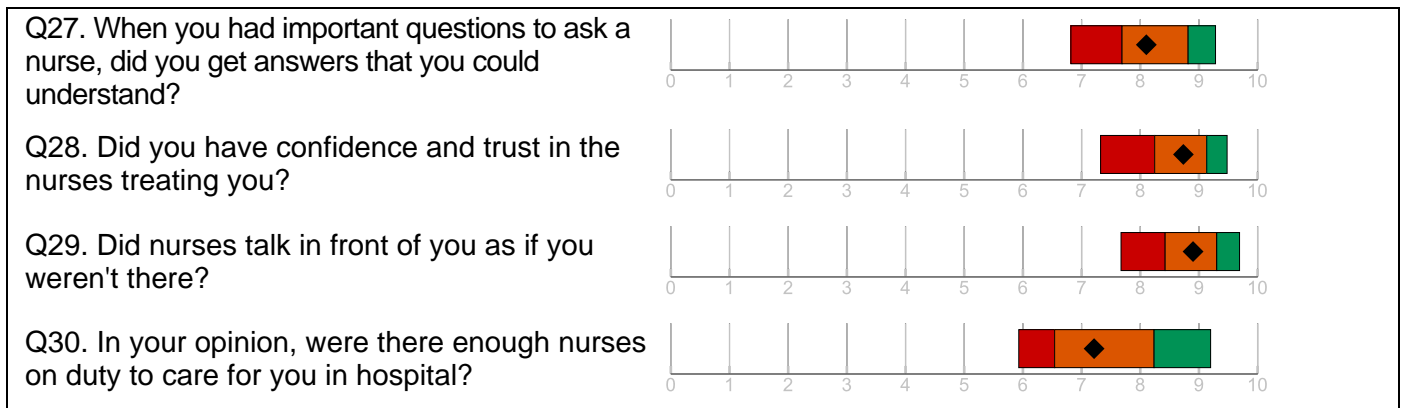 Q27. When you had important questions to ask a
nurse, did you get answers that you could
understand?
0 1 2 3 4 5 6 7 8 9 10
Q28. Did you have confidence and trust in the
nurses treating you?
0 1 2 3 4 5 6 7 8 9 10
Q29. Did nurses talk in front of you as if you
weren't there?
0 1 2 3 4 5 6 7 8 9 10
Q30. In your opinion, were there enough nurses
on duty to care for you in hospital?
0 1 2 3 4 5 6 7 8 9 10